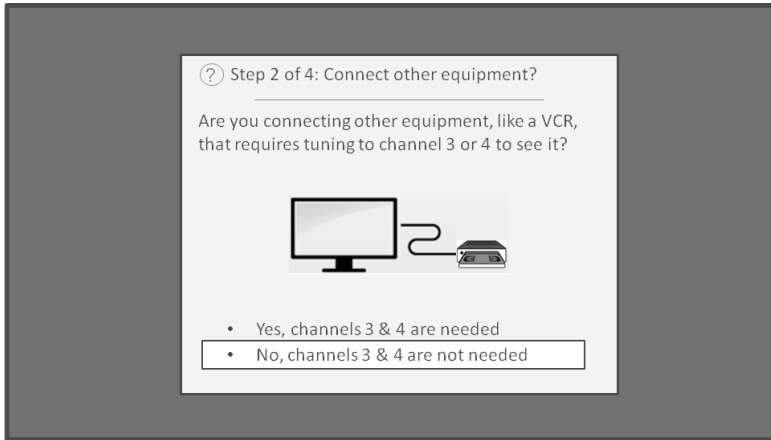 ? Step 2 of 4: Connect other equipment?
Are you connecting other equipment, like a VCR,
that requires tuning to channel 3 or 4 to see it?
• Yes, channels 3 & 4 are needed
• No, channels 3 & 4 are not needed